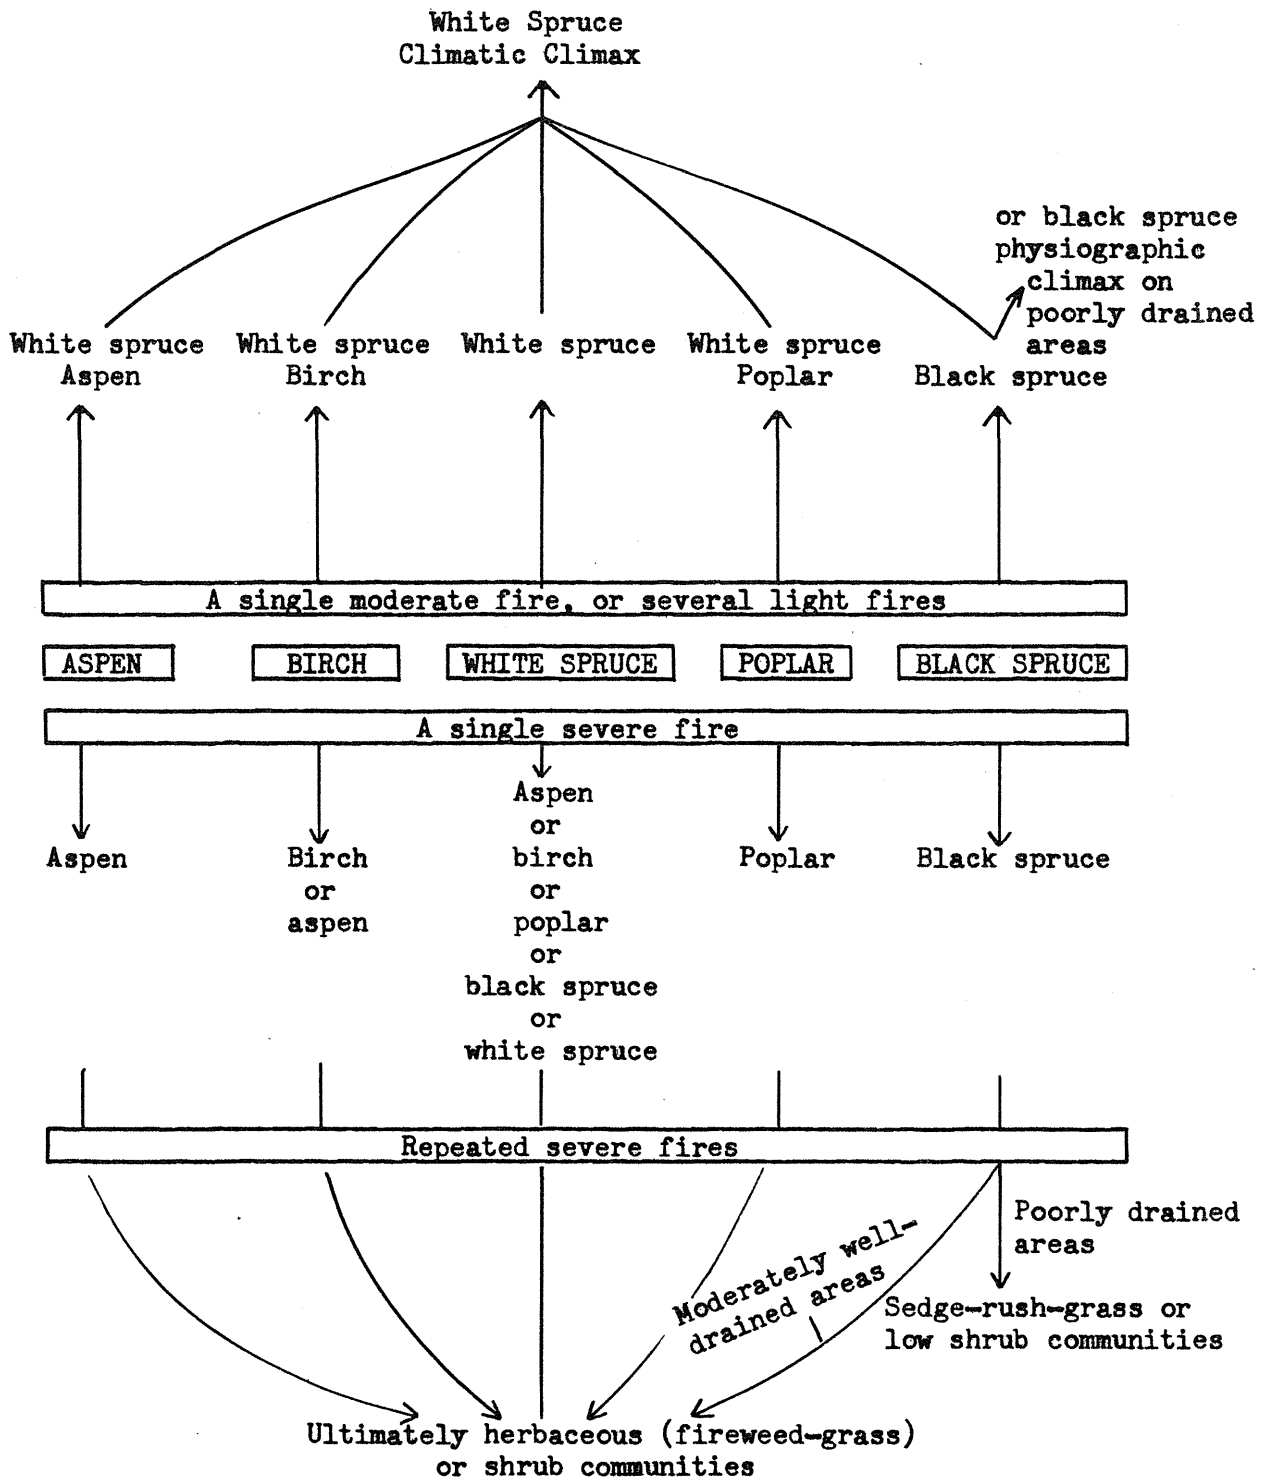 White Spruce
Climatic Climax
or black spruce
physiographic
climax on
poorly drained
areas
White spruce
Aspen
White spruce
Birch
White spruce
White spruce
Poplar
Black spruce
A single moderate fire, or several light fires
ASPEN
BIRCH
WHITE SPRUCE
POPLAR
BLACK SPRUCE
A single severe fire
Aspen
Birch
or
aspen
Aspen
or
birch
or
poplar
or
black spruce
or
white spruce
Poplar
Black spruce
Repeated severe fires
Moderately well-
drained areas
Poorly drained
areas
Sedge-rush-grass or
low shrub communities
Ultimately herbaceous (fireweed-grass)
or shrub communities